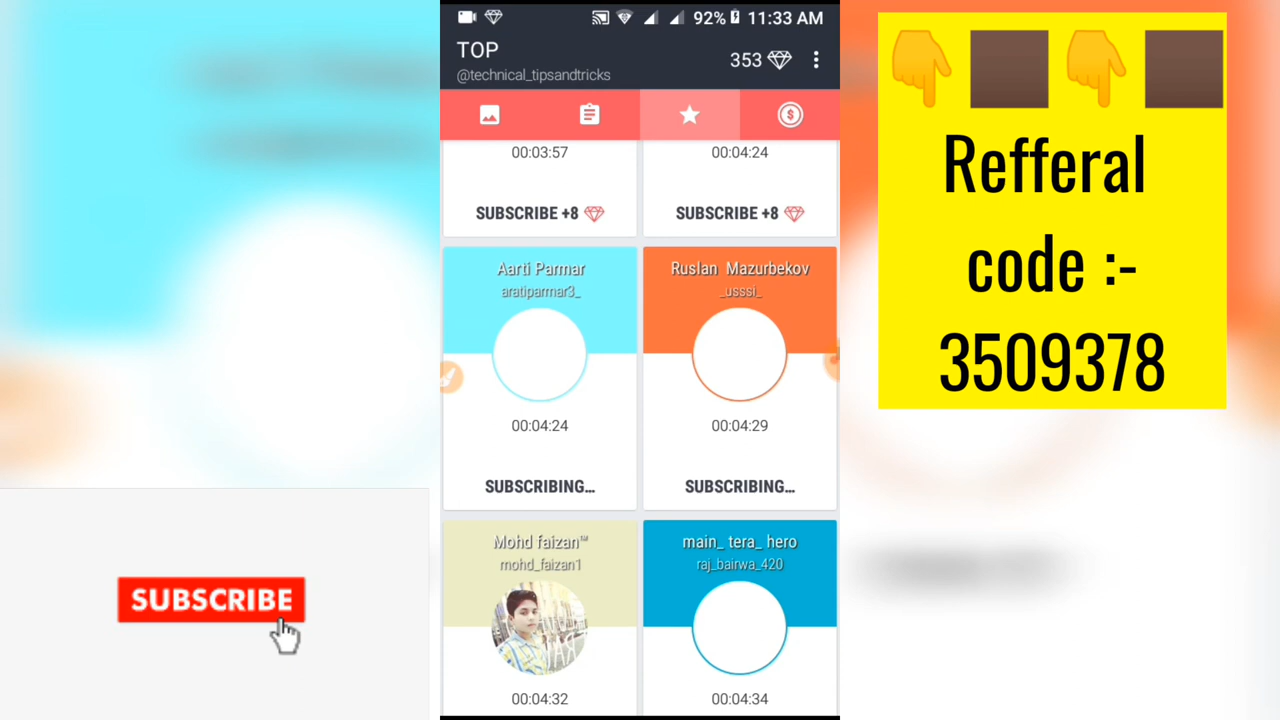 92% 11:33 AM
TOP
@technical_tipsandtricks
353
00:03:57
00:04:24
SUBSCRIBE +8
SUBSCRIBE +8
Aarti Parmar
aratiparmar3_
Ruslan Mazurbekov
_usssi_
00:04:24
00:04:29
SUBSCRIBING...
SUBSCRIBING...
Mohd faizan™
mohd_faizan1
main_ tera_ hero
raj_bairwa_420
00:04:32
00:04:34
Refferal
code :-
3509378
SUBSCRIBE